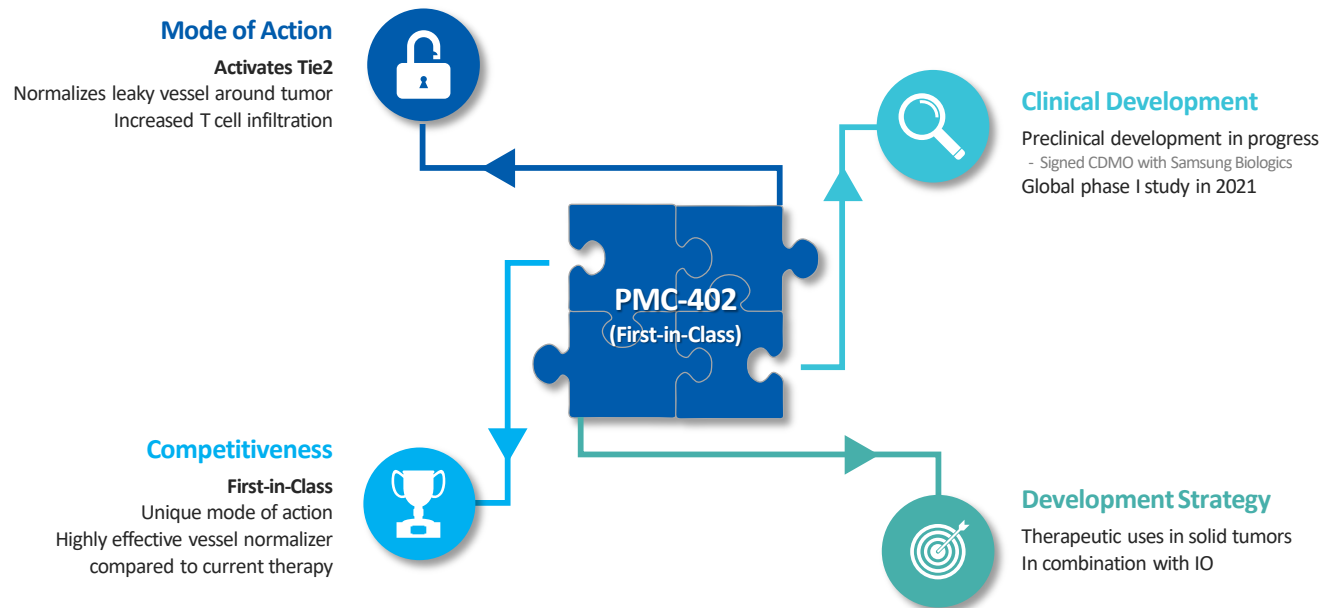 Mode of Action
Activates Tie2
Normalizes leaky vessel around tumor
Increased T cell infiltration
Clinical Development
Preclinical development in progress
- Signed CDMO with Samsung Biologics
Global phase I study in 2021
PMC-402
(First-in-Class)
Competitiveness
First-in-Class
Unique mode of action
Highly effective vessel normalizer
compared to current therapy
Development Strategy
Therapeutic uses in solid tumors
In combination with IO